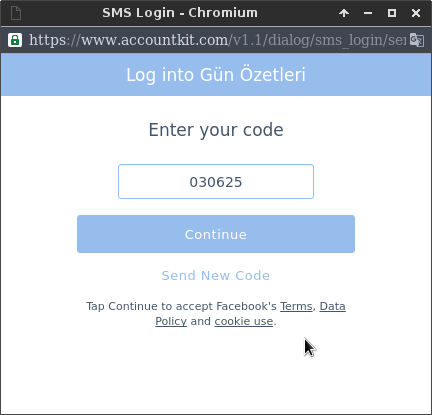 SMS Login - Chromium
https://www.accountkit.com/v1.1/dialog/sms_login/ser
Log into Gün Özetleri
Enter your code
030625
Continue
Send New Code
Tap Continue to accept Facebook's Terms, Data
Policy and cookie use.